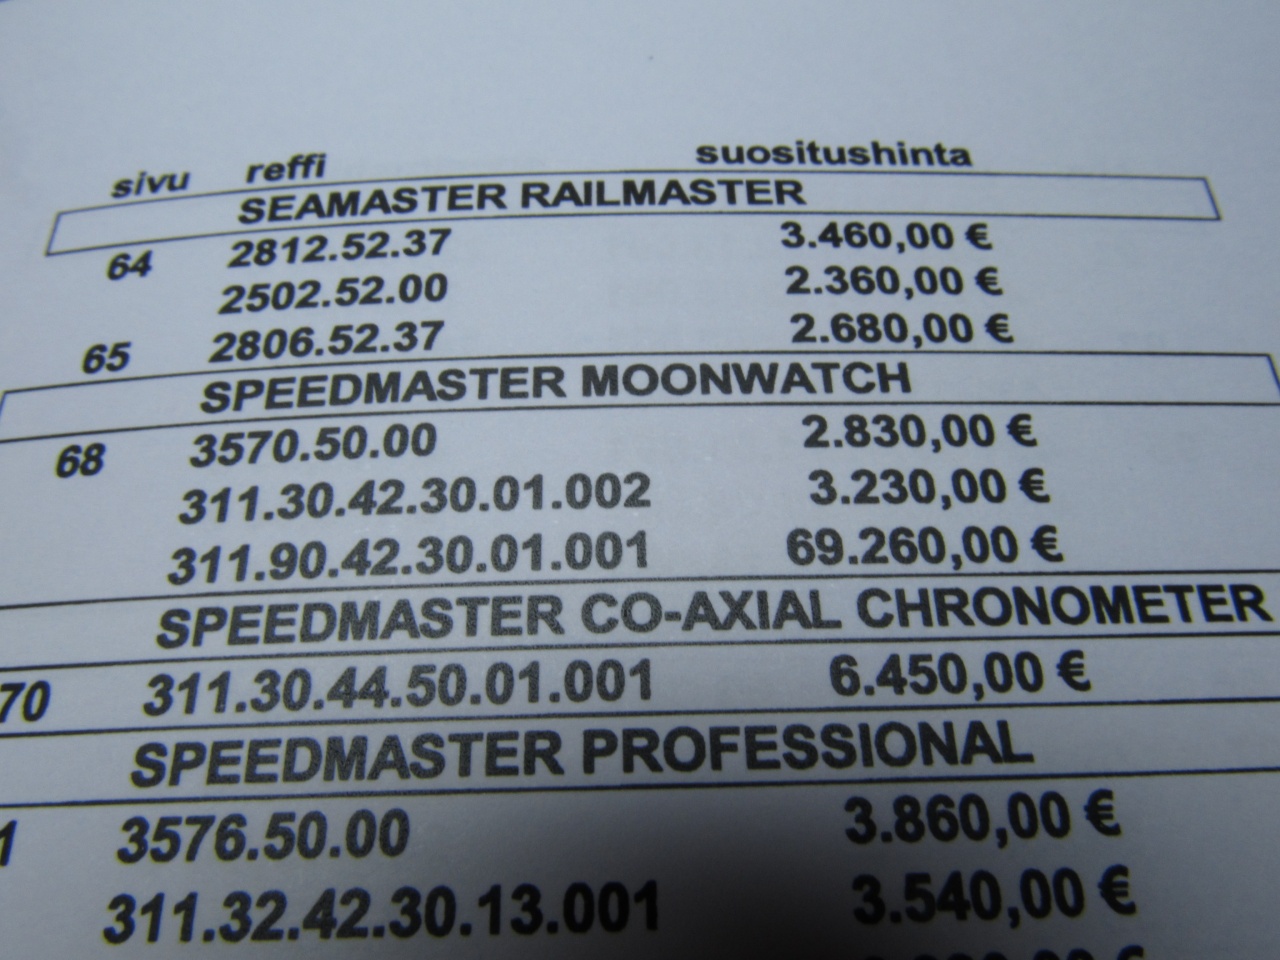 sivu reffi suositushinta
SEAMASTER RAILMASTER
64 2812.52.37 3.460,00 €
2502.52.00 2.360,00 €
65 2806.52.37 2.680,00 €
SPEEDMASTER MOONWATCH
68 3570.50.00 2.830,00 €
311.30.42.30.01.002 3.230,00 €
311.90.42.30.01.001 69.260,00 €
SPEEDMASTER CO-AXIAL CHRONOMETER
70 311.30.44.50.01.001 6.450,00 €
SPEEDMASTER PROFESSIONAL
1 3576.50.00 3.860,00 €
311.32.42.30.13.001 3.540,00 €